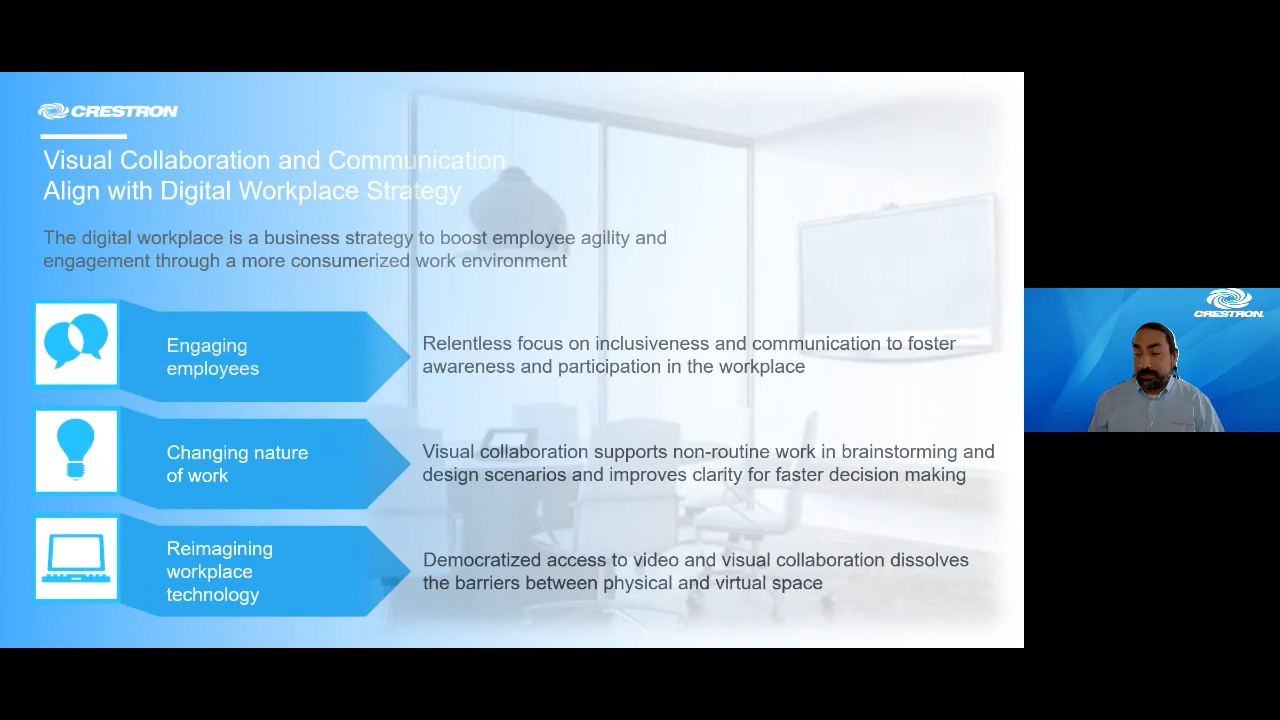 CRESTRON
Visual Collaboration and Communication
Align with Digital Workplace Strategy
The digital workplace is a business strategy to boost employee agility and
engagement through a more consumerized work environment
Engaging
employees
Relentless focus on inclusiveness and communication to foster
awareness and participation in the workplace
Changing nature
of work
Visual collaboration supports non-routine work in brainstorming and
design scenarios and improves clarity for faster decision making
Reimagining
workplace
technology
Democratized access to video and visual collaboration dissolves
the barriers between physical and virtual space
CRESTRON